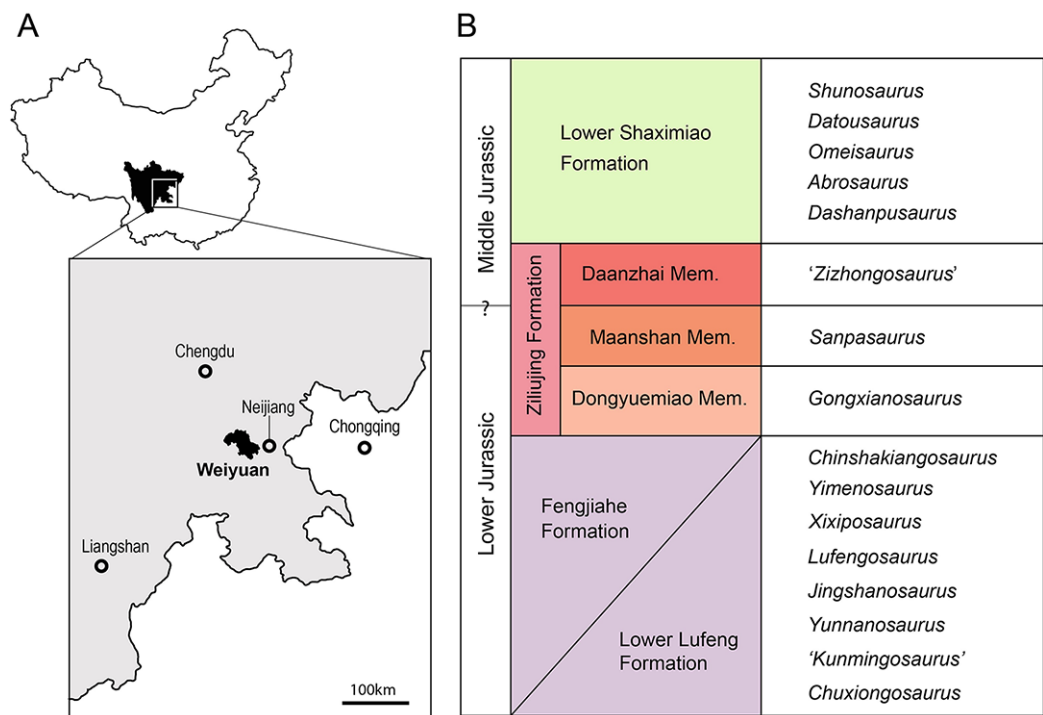 A
Chengdu
Neijiang
Chongqing
Weiyuan
Liangshan
100km
B
Middle Jurassic
?
Lower Jurassic
Lower Shaximiao
Formation
Ziliujing Formation
Daanzhai Mem.
Maanshan Mem.
Dongyuemiao Mem.
Fengjiahe
Formation
Lower Lufeng
Formation
Shunosaurus
Datousaurus
Omeisaurus
Abrosaurus
Dashanpusaurus
‘Zizhongosaurus’
Sanpasaurus
Gongxianosaurus
Chinshakiangosaurus
Yimenosaurus
Xixiposaurus
Lufengosaurus
Jingshanosaurus
Yunnanosaurus
‘Kunmingosaurus’
Chuxiongosaurus